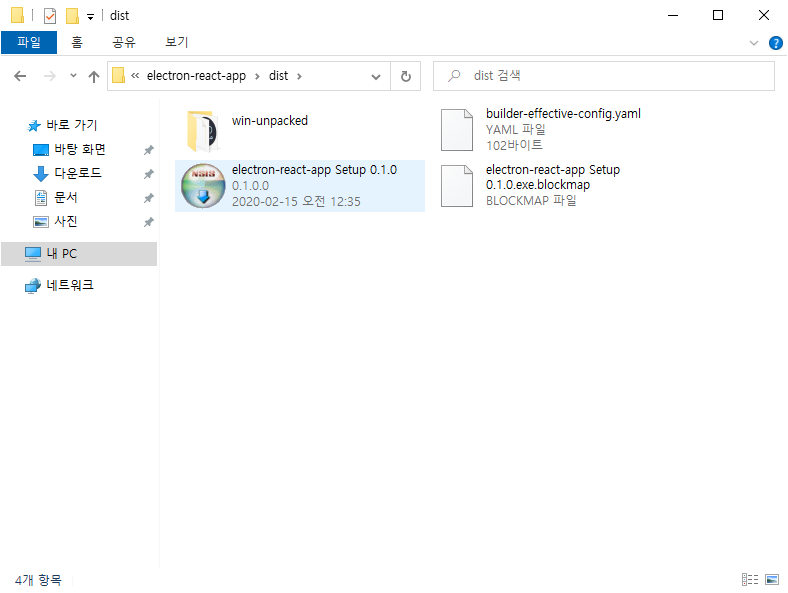 dist
파일 홈 공유 보기
« electron-react-app › dist ›
dist 검색
바로 가기
바탕 화면
다운로드
문서
사진
내 PC
네트워크
win-unpacked
builder-effective-config.yaml
YAML 파일
102바이트
NSIS
electron-react-app Setup 0.1.0
0.1.0.0
2020-02-15 오전 12:35
electron-react-app Setup
0.1.0.exe.blockmap
BLOCKMAP 파일
4개 항목